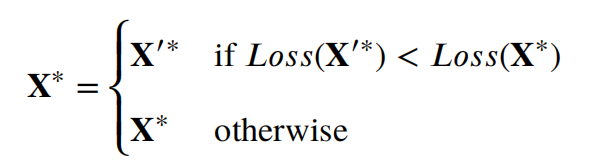 X* = { X′* if Loss(X′*) < Loss(X*)
X* otherwise